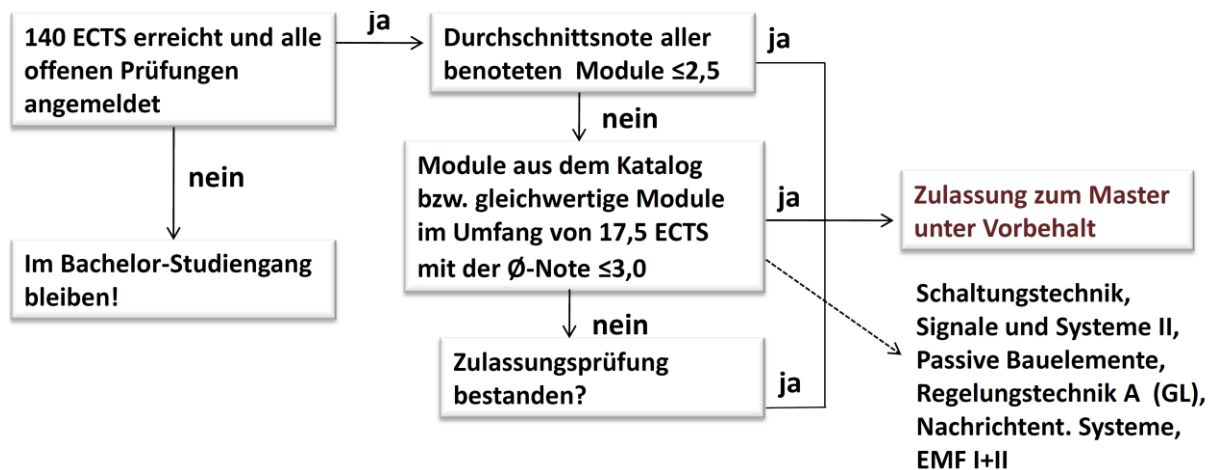 140 ECTS erreicht und alle
offenen Prüfungen
angemeldet
ja
Durchschnittsnote aller
benoteten Module ≤2,5
ja
nein
nein
Im Bachelor-Studiengang
bleiben!
Module aus dem Katalog
bzw. gleichwertige Module
im Umfang von 17,5 ECTS
mit der Ø-Note ≤3,0
ja
Zulassung zum Master
unter Vorbehalt
nein
Zulassungsprüfung
bestanden?
ja
Schaltungstechnik,
Signale und Systeme II,
Passive Bauelemente,
Regelungstechnik A (GL),
Nachrichtent. Systeme,
EMF I+II